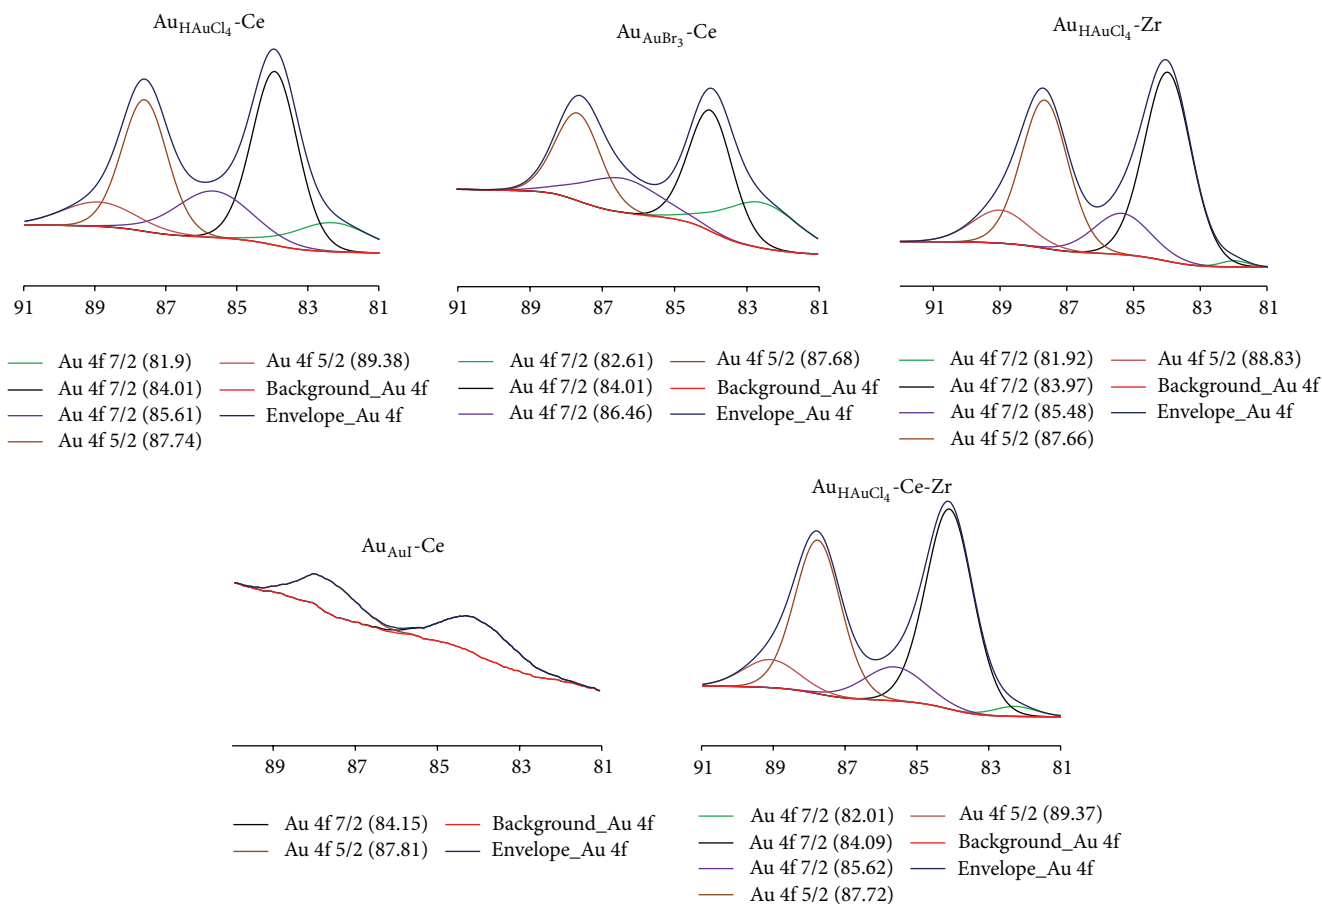 Au_HAuCl4-Ce
91 89 87 85 83 81
Au 4f 7/2 (81.9)
Au 4f 7/2 (84.01)
Au 4f 7/2 (85.61)
Au 4f 5/2 (87.74)
Au 4f 5/2 (89.38)
Background_Au 4f
Envelope_Au 4f
Au_AuBr3-Ce
91 89 87 85 83 81
Au 4f 7/2 (82.61)
Au 4f 7/2 (84.01)
Au 4f 7/2 (86.46)
Au 4f 5/2 (87.68)
Background_Au 4f
Envelope_Au 4f
Au_HAuCl4-Zr
91 89 87 85 83 81
Au 4f 7/2 (81.92)
Au 4f 7/2 (83.97)
Au 4f 7/2 (85.48)
Au 4f 5/2 (87.66)
Au 4f 5/2 (88.83)
Background_Au 4f
Envelope_Au 4f
Au_AuI-Ce
89 87 85 83 81
Au 4f 7/2 (84.15)
Au 4f 5/2 (87.81)
Background_Au 4f
Envelope_Au 4f
Au_HAuCl4-Ce-Zr
91 89 87 85 83 81
Au 4f 7/2 (82.01)
Au 4f 7/2 (84.09)
Au 4f 7/2 (85.62)
Au 4f 5/2 (87.72)
Au 4f 5/2 (89.37)
Background_Au 4f
Envelope_Au 4f